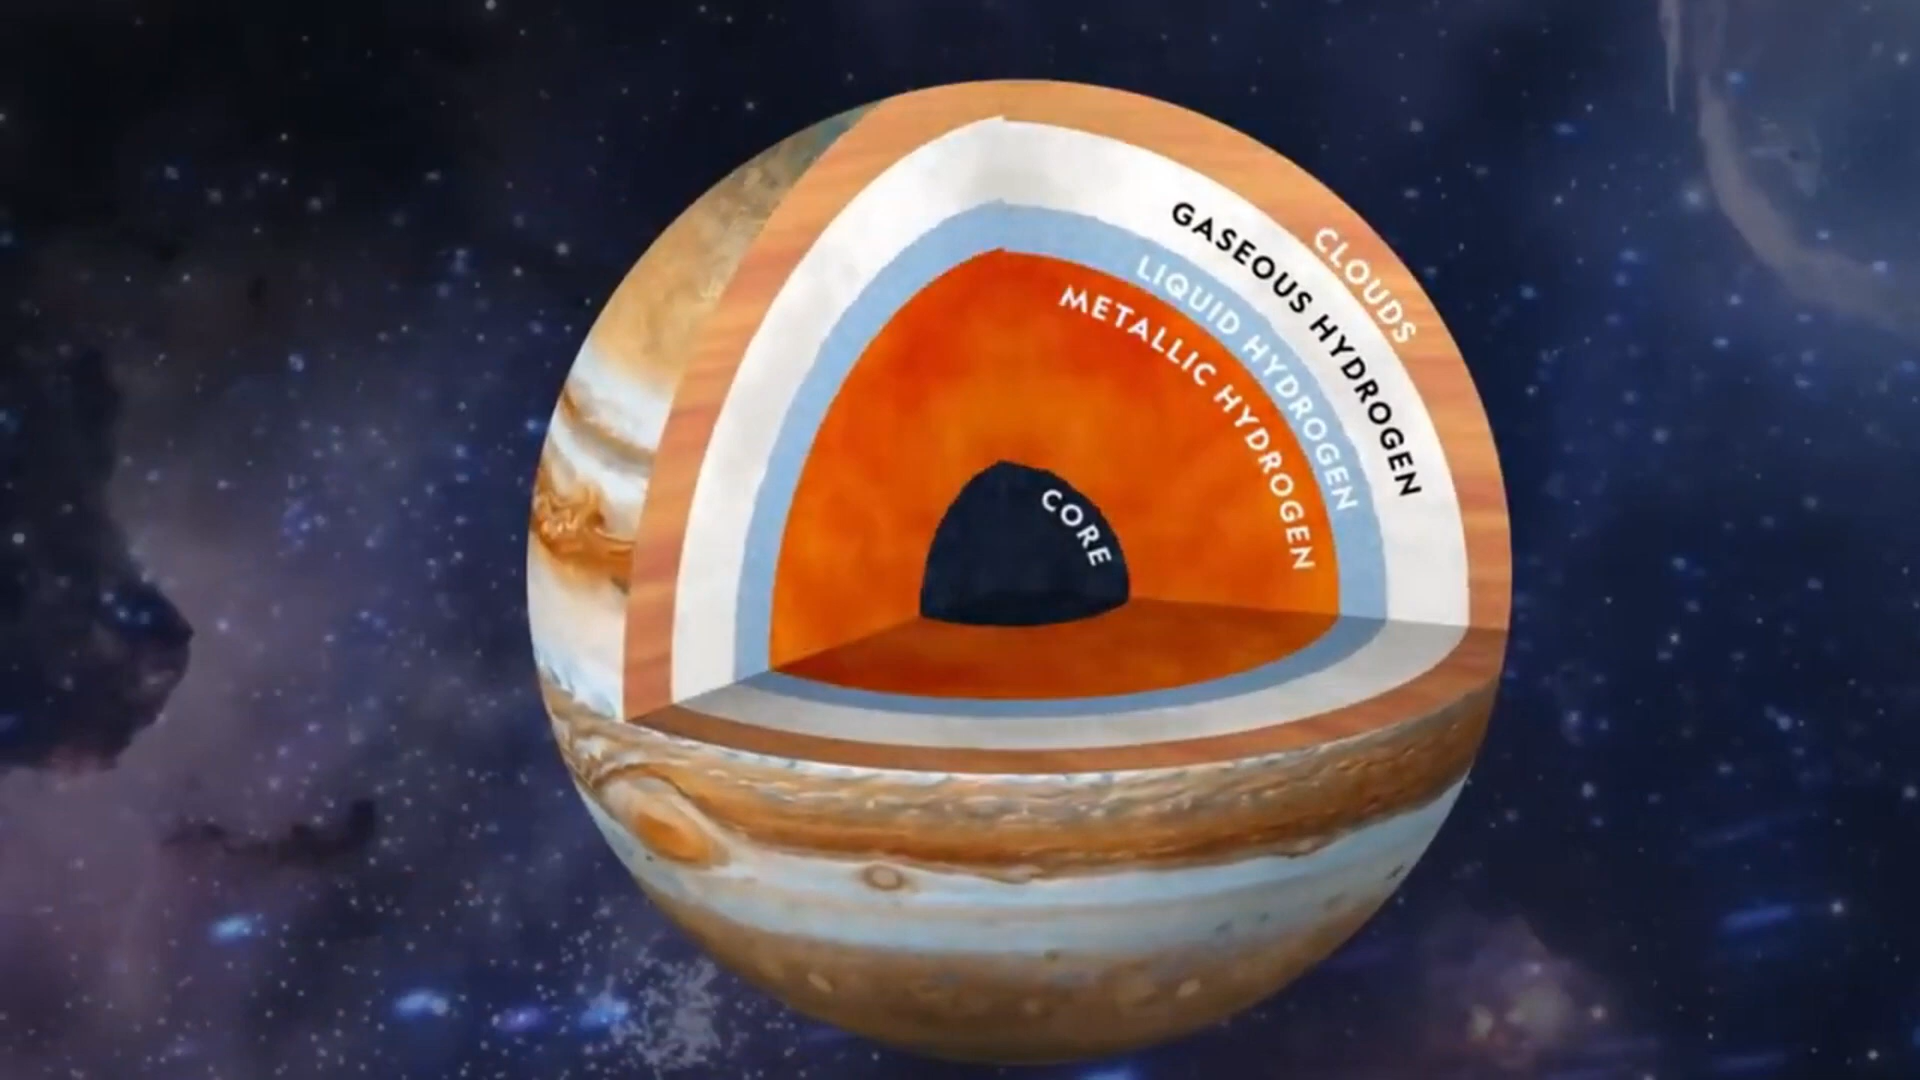 CLOUDS
GASEOUS HYDROGEN
LIQUID HYDROGEN
METALLIC HYDROGEN
CORE